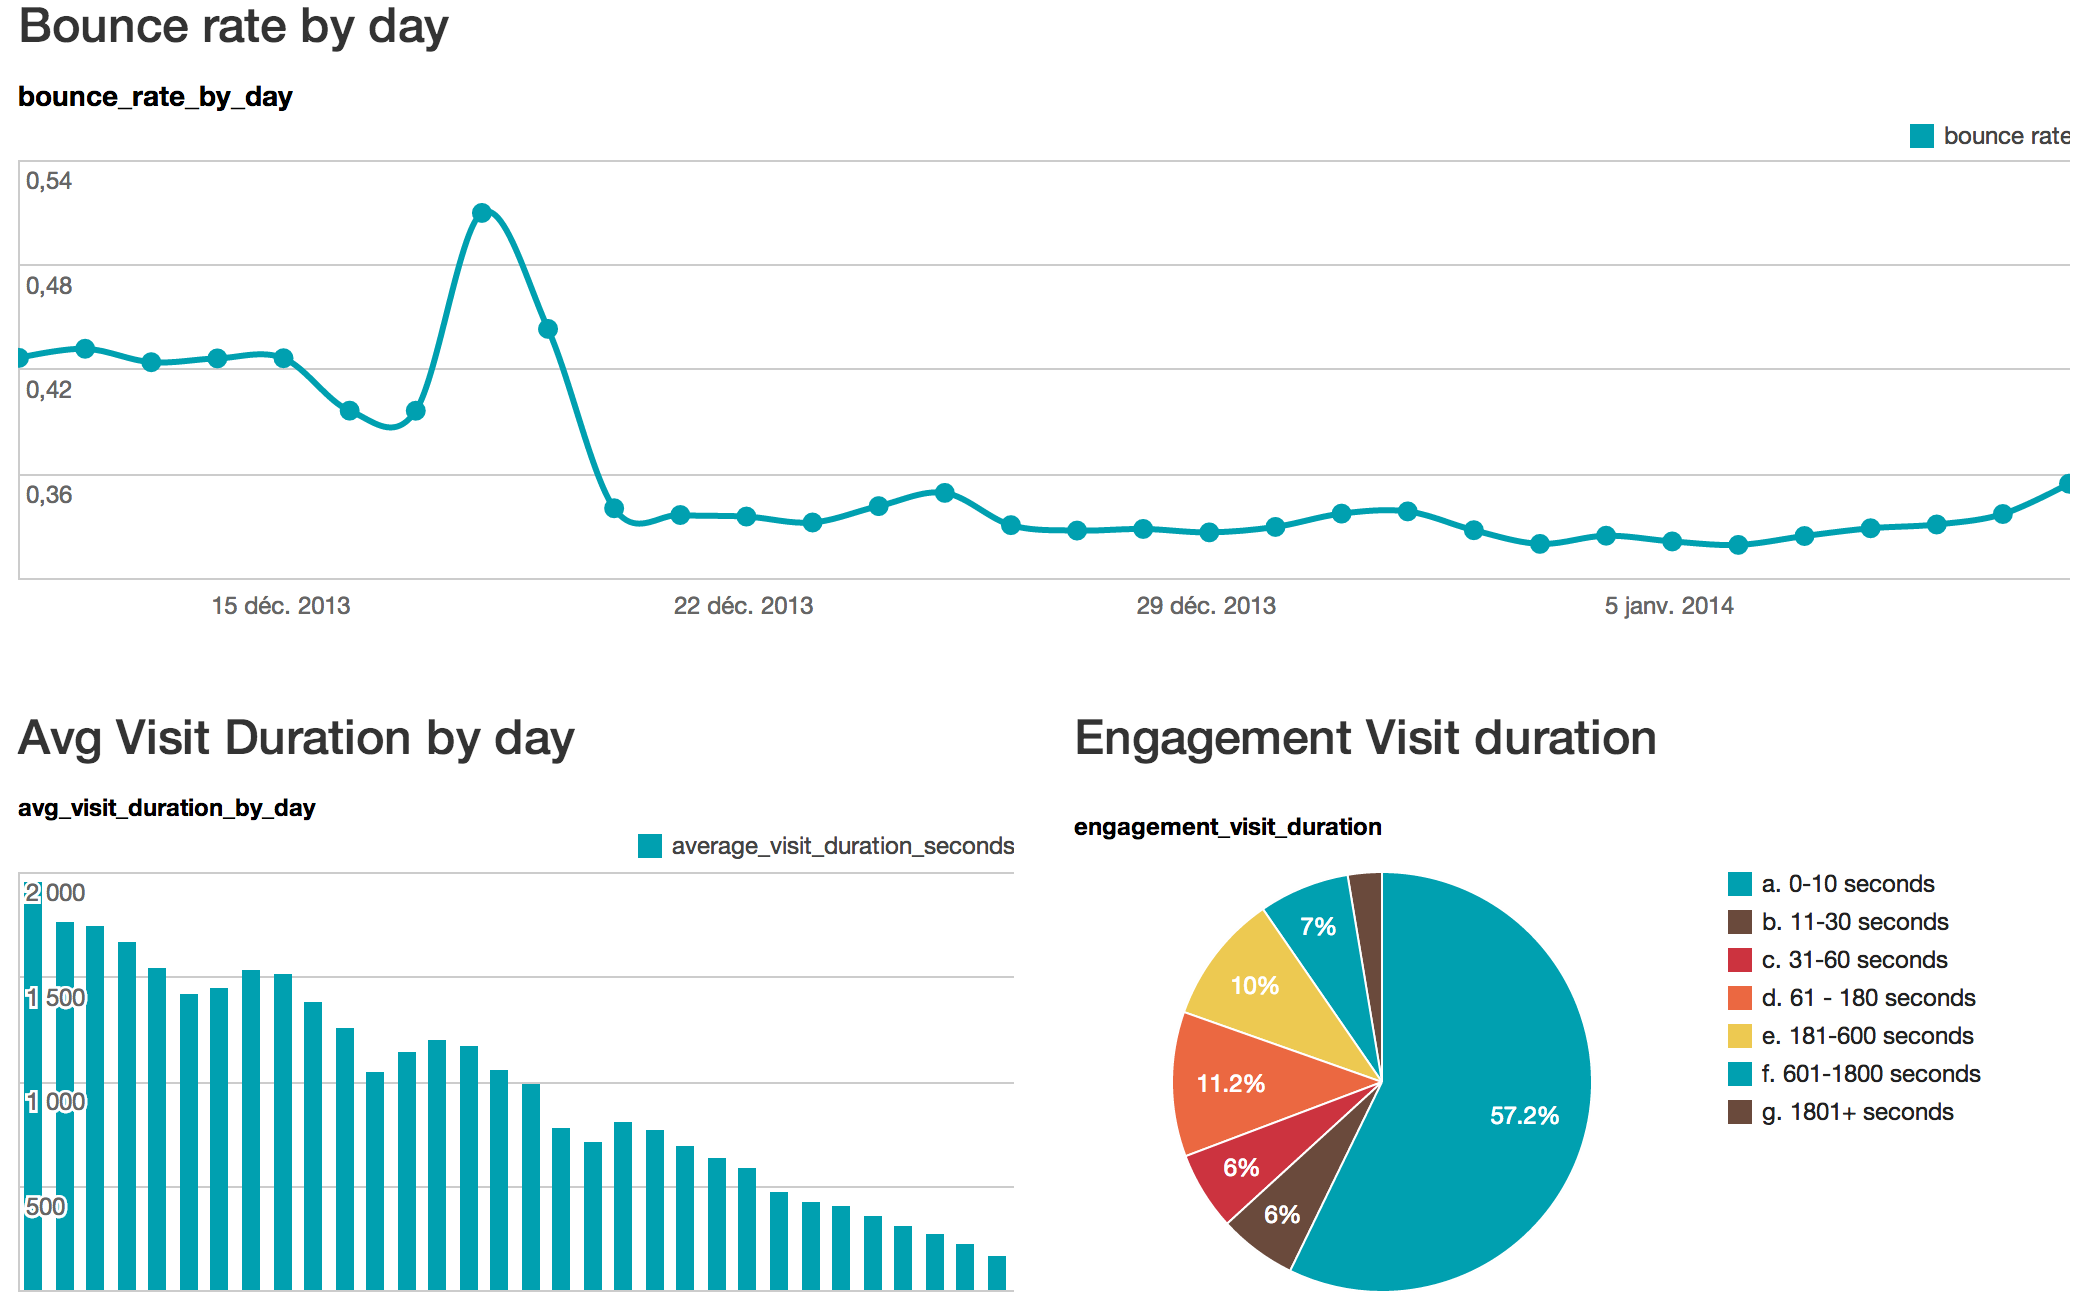 Bounce rate by day
bounce_rate_by_day
bounce rate
0,54
0,48
0,42
0,36
15 déc. 2013
22 déc. 2013
29 déc. 2013
5 janv. 2014
Avg Visit Duration by day
avg_visit_duration_by_day
average_visit_duration_seconds
2 000
1 500
1 000
500
Engagement Visit duration
engagement_visit_duration
7%
10%
11.2%
57.2%
6%
6%
a. 0-10 seconds
b. 11-30 seconds
c. 31-60 seconds
d. 61 - 180 seconds
e. 181-600 seconds
f. 601-1800 seconds
g. 1801+ seconds